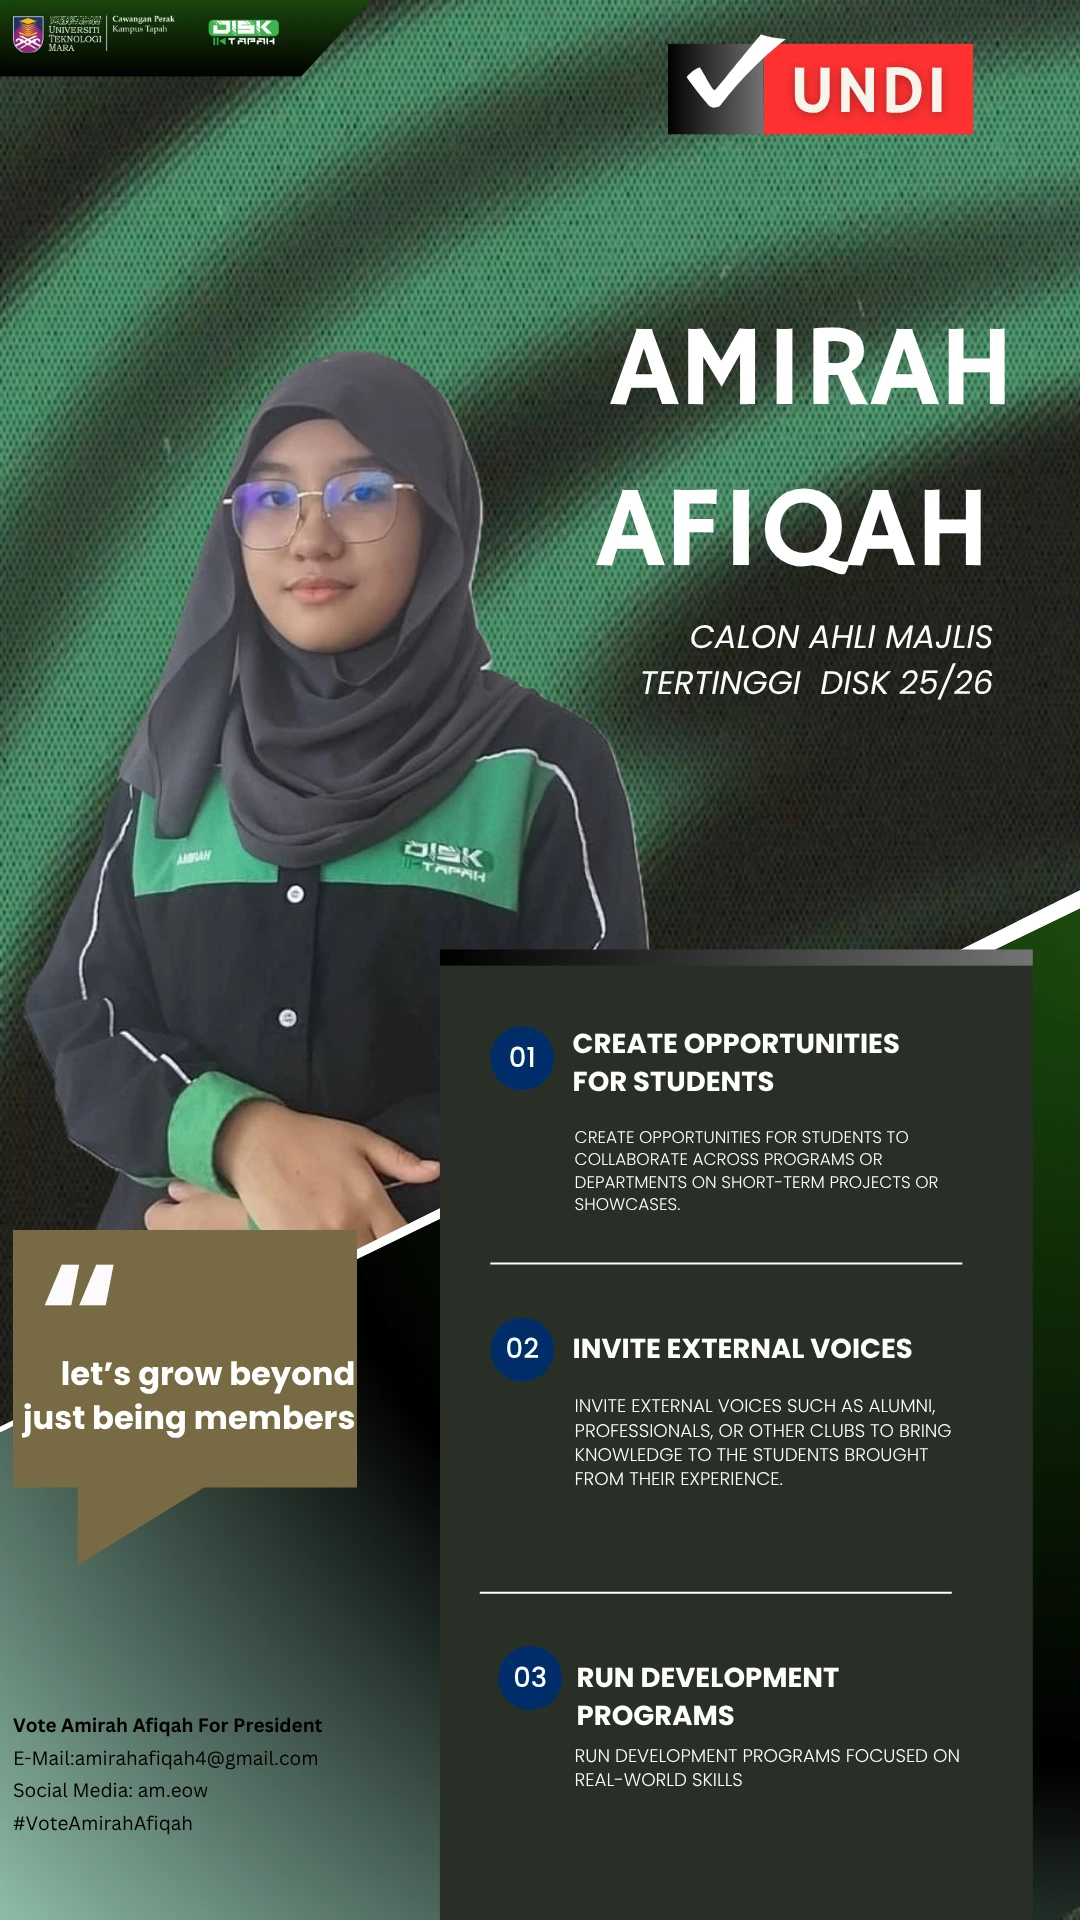 UNIVERSITI
TEKNOLOGI
MARA
Cawangan Perak
Kampus Tapah
DISK
TAPAH
UNDI
AMIRAH
AFIQAH
CALON AHLI MAJLIS
TERTINGGI DISK 25/26
AMIRAH
DISK
TAPAH
01
CREATE OPPORTUNITIES
FOR STUDENTS
CREATE OPPORTUNITIES FOR STUDENTS TO
COLLABORATE ACROSS PROGRAMS OR
DEPARTMENTS ON SHORT-TERM PROJECTS OR
SHOWCASES.
“
let’s grow beyond
just being members
02
INVITE EXTERNAL VOICES
INVITE EXTERNAL VOICES SUCH AS ALUMNI,
PROFESSIONALS, OR OTHER CLUBS TO BRING
KNOWLEDGE TO THE STUDENTS BROUGHT
FROM THEIR EXPERIENCE.
03
RUN DEVELOPMENT
PROGRAMS
RUN DEVELOPMENT PROGRAMS FOCUSED ON
REAL-WORLD SKILLS
Vote Amirah Afiqah For President
E-Mail:amirahafiqah4@gmail.com
Social Media: am.eow
#VoteAmirahAfiqah